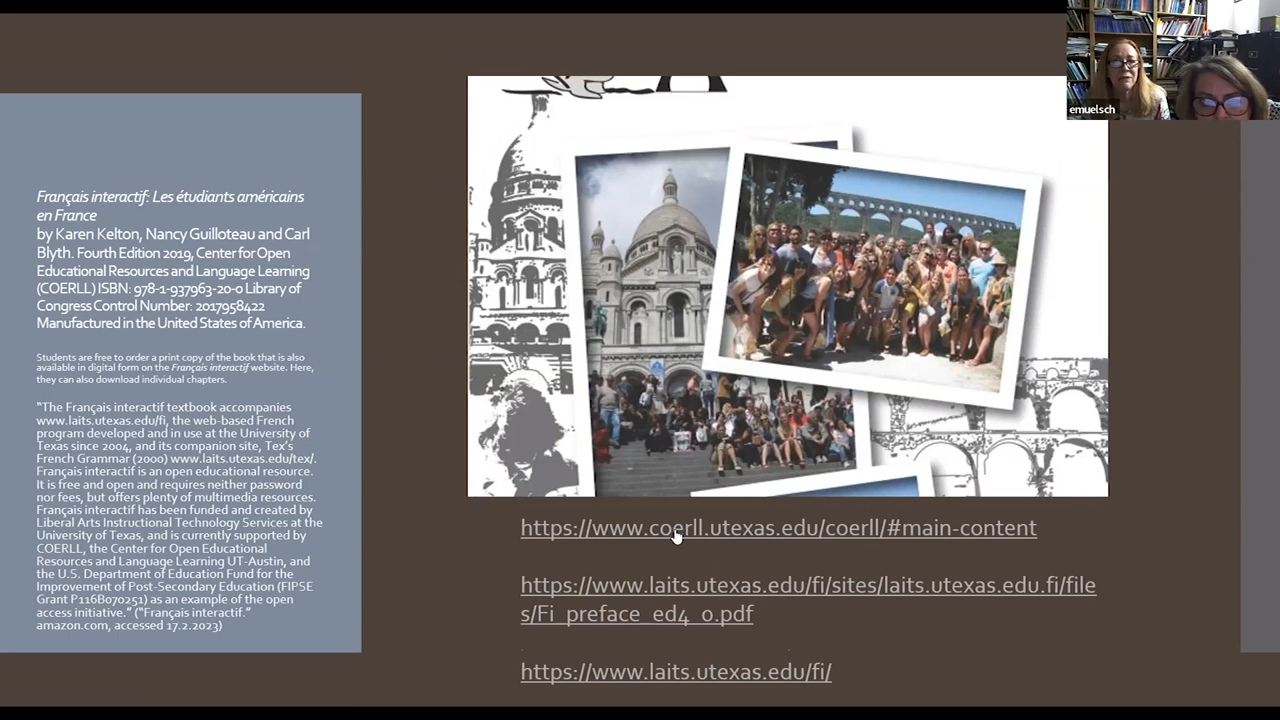 Français interactif: Les étudiants américains
en France
by Karen Kelton, Nancy Guilloteau and Carl
Blyth. Fourth Edition 2019, Center for Open
Educational Resources and Language Learning
(COERLL) ISBN: 978-1-937963-20-0 Library of
Congress Control Number: 2017958422
Manufactured in the United States of America.
Students are free to order a print copy of the book that is also
available in digital form on the Français interactif website. Here,
they can also download individual chapters.
“The Français interactif textbook accompanies
www.laits.utexas.edu/fi, the web-based French
program developed and in use at the University of
Texas since 2004, and its companion site, Tex's
French Grammar (2000) www.laits.utexas.edu/tex/.
Français interactif is an open educational resource.
It is free and open and requires neither password
nor fees, but offers plenty of multimedia resources.
Français interactif has been funded and created by
Liberal Arts Instructional Technology Services at the
University of Texas, and is currently supported by
COERLL, the Center for Open Educational
Resources and Language Learning UT-Austin, and
the U.S. Department of Education Fund for the
Improvement of Post-Secondary Education (FIPSE
Grant P116B070251) as an example of the open
access initiative.” (“Français interactif.”
amazon.com, accessed 17.2.2023)
emuelsch
https://www.coerll.utexas.edu/coerll/#main-content
https://www.laits.utexas.edu/fi/sites/laits.utexas.edu.fi/file
s/Fi_preface_ed4_0.pdf
https://www.laits.utexas.edu/fi/